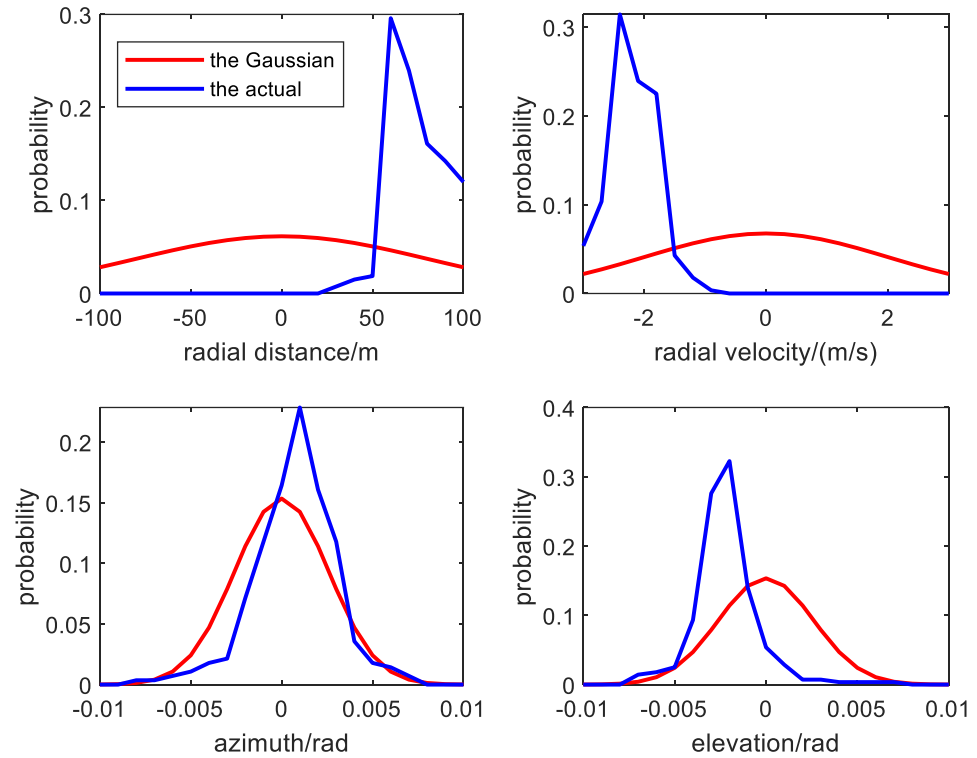 0.3
0.2
0.1
0
probability
the Gaussian
the actual
-100 -50 0 50 100
radial distance/m
0.3
0.2
0.1
0
probability
-2 0 2
radial velocity/(m/s)
0.2
0.15
0.1
0.05
0
probability
-0.01 -0.005 0 0.005 0.01
azimuth/rad
0.4
0.3
0.2
0.1
0
probability
-0.01 -0.005 0 0.005 0.01
elevation/rad